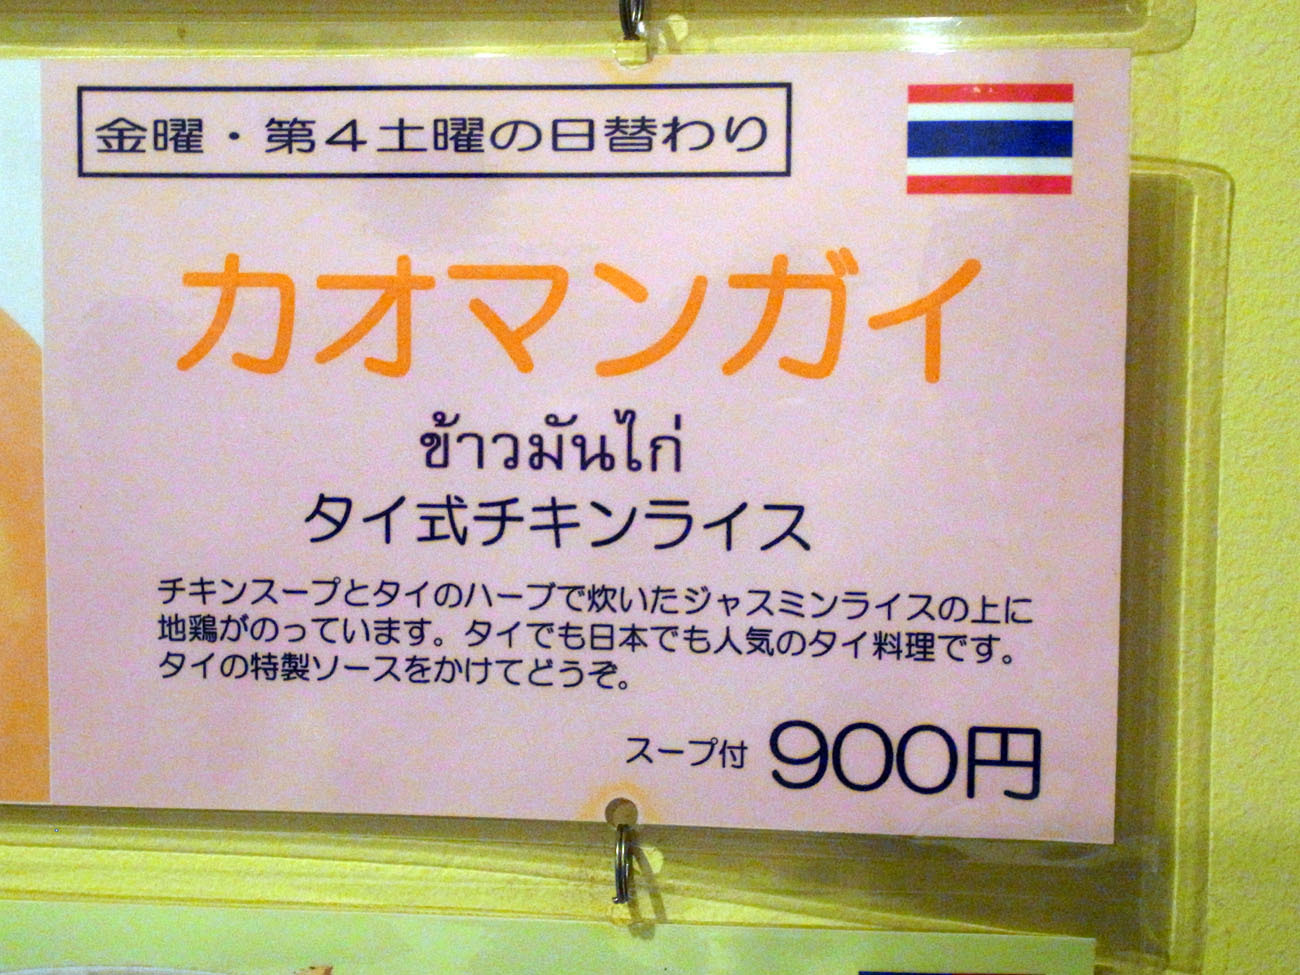 金曜・第４土曜の日替わり
カオマンガイ
ข้าวมันไก่
タイ式チキンライス
チキンスープとタイのハーブで炊いたジャスミンライスの上に
地鶏がのっています。タイでも日本でも人気のタイ料理です。
タイの特製ソースをかけてどうぞ。
スープ付 900円